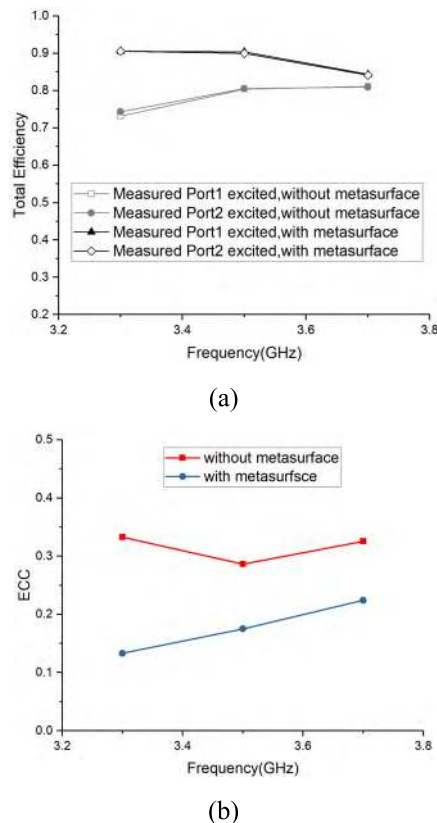 1.0
0.9
0.8
0.7
0.6
0.5
0.4
0.3
0.2
Total Efficiency
Measured Port1 excited,without metasurface
Measured Port2 excited,without metasurface
Measured Port1 excited,with metasurface
Measured Port2 excited,with metasurface
3.2 3.4 3.6 3.8
Frequency(GHz)
(a)
0.5
0.4
0.3
0.2
0.1
0.0
ECC
without metasurface
with metasurfsce
3.2 3.4 3.6 3.8
Frequency(GHz)
(b)